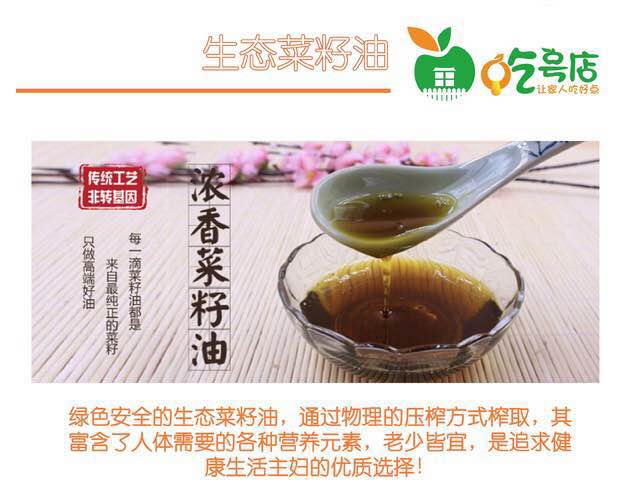 生态菜籽油
吃号店
让家人吃好点
传统工艺
非转基因
浓香菜籽油
每一滴菜籽油都是
来自最纯正的菜籽
只做高端好油
绿色安全的生态菜籽油，通过物理的压榨方式榨取，其
富含了人体需要的各种营养元素，老少皆宜，是追求健
康生活主妇的优质选择！